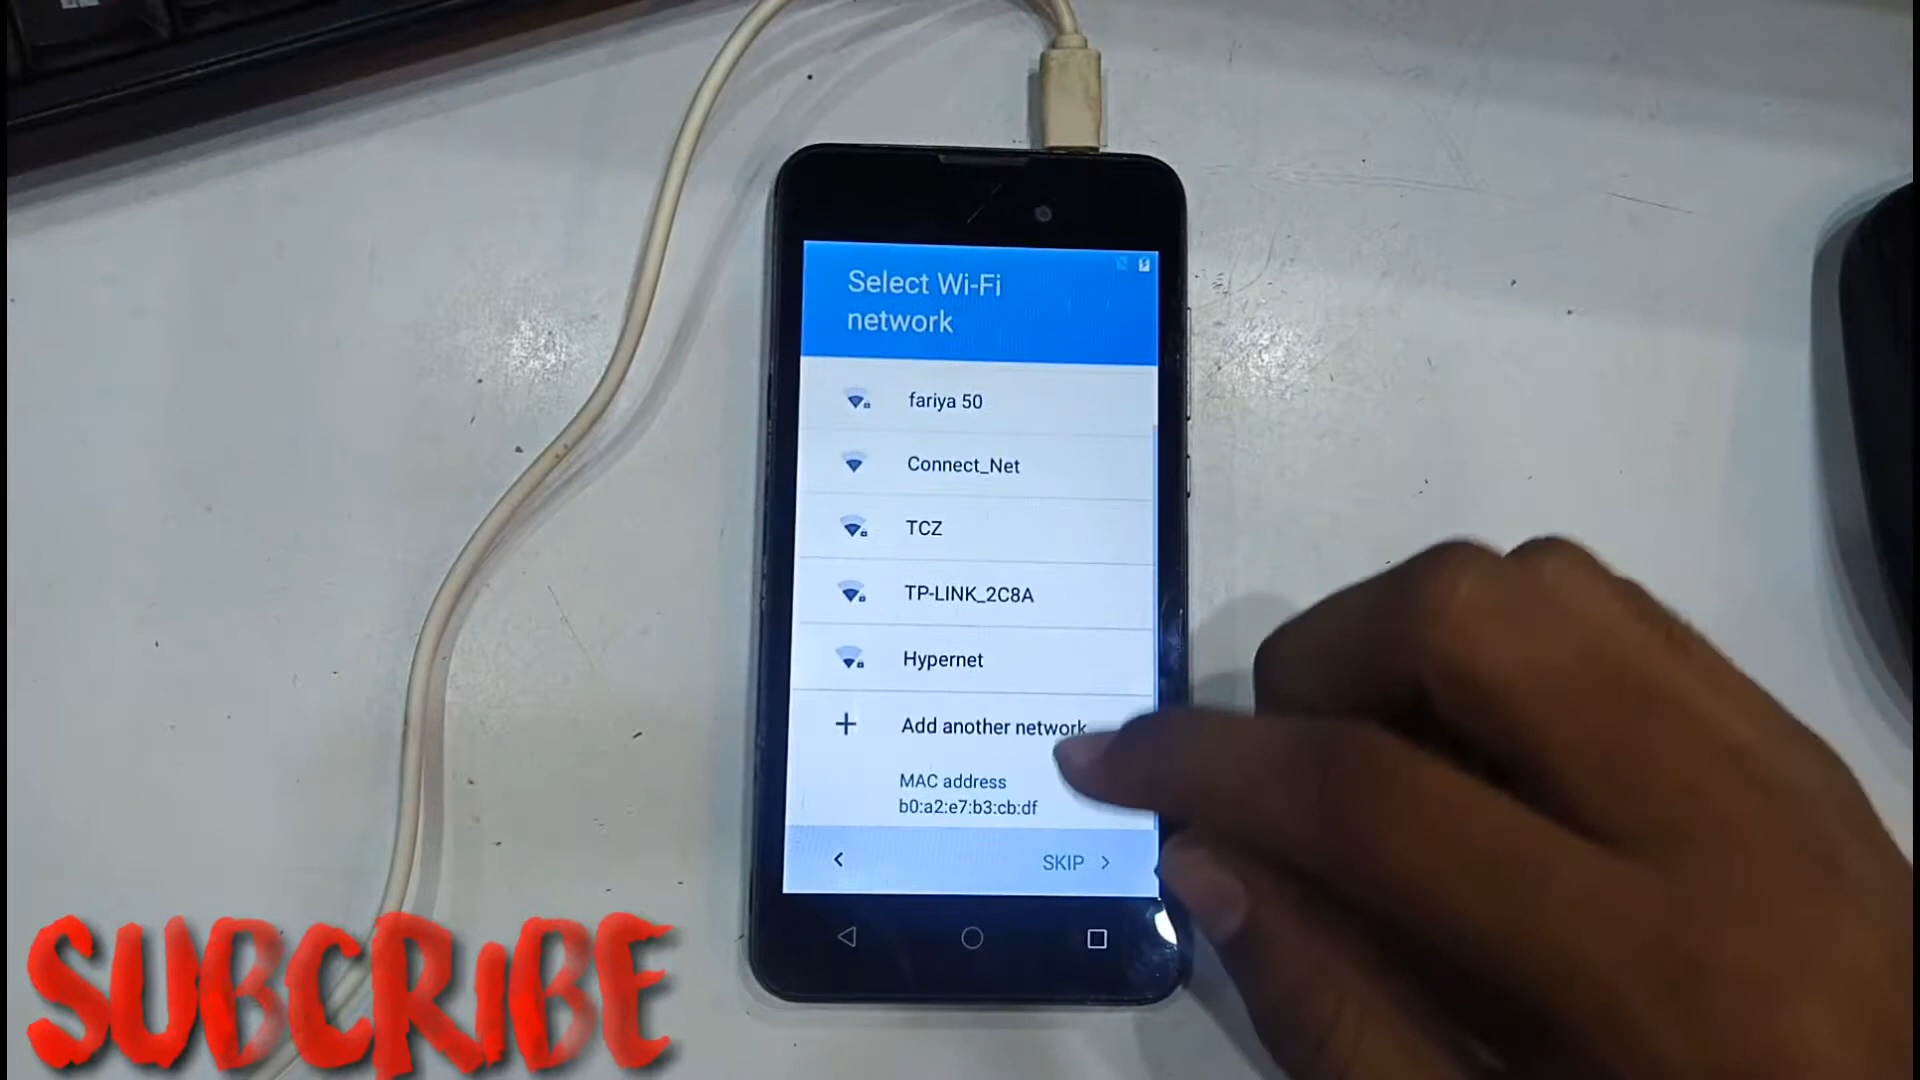 Select Wi-Fi
network
fariya 50
Connect_Net
TCZ
TP-LINK_2C8A
Hypernet
Add another network
MAC address
b0:a2:e7:b3:cb:df
SKIP
SUBCRIBE